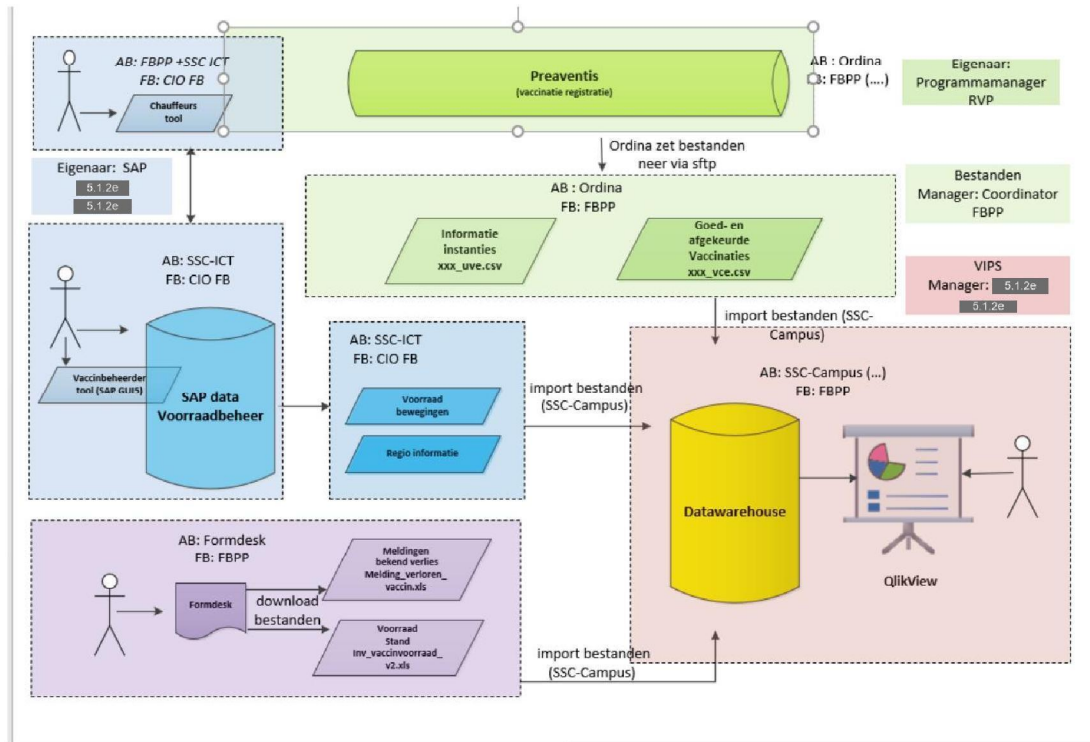 AB: FBPP +SSC ICT
FB: CIO FB
Chauffeurs
tool
Preaventis
(vaccinatie registratie)
AB : Ordina
FB: FBPP (....)
Eigenaar:
Programmamanager
RVP
Eigenaar: SAP
5.1.2e
5.1.2e
Ordina zet bestanden
neer via sftp
AB : Ordina
FB: FBPP
Informatie
instanties
xxx_uve.csv
Goed- en
afgekeurde
Vaccinaties
xxx_vce.csv
Bestanden
Manager: Coordinator
FBPP
VIPS
Manager: 5.1.2e
5.1.2e
AB: SSC-ICT
FB: CIO FB
Vaccinbeheerder
tool (SAP GUI5)
SAP data
Voorraadbeheer
AB: SSC-ICT
FB: CIO FB
Voorraad
bewegingen
Regio informatie
import bestanden
(SSC-Campus)
import bestanden (SSC-
Campus)
AB: SSC-Campus (...)
FB: FBPP
Datawarehouse
QlikView
AB: Formdesk
FB: FBPP
Formdesk
download
bestanden
Meldingen
bekend verlies
Melding_verloren_
vaccin.xls
Voorraad
Stand
Inv_vaccinvoorraad_
v2.xls
import bestanden
(SSC-Campus)